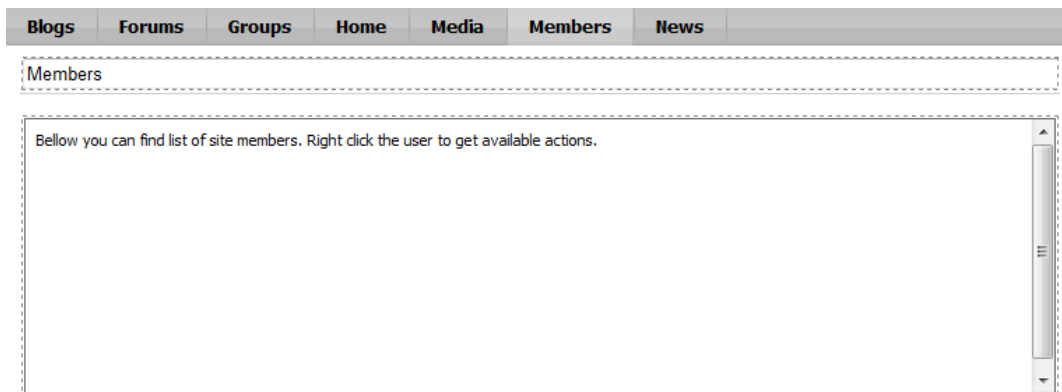 Blogs Forums Groups Home Media Members News
Members
Bellow you can find list of site members. Right click the user to get available actions.